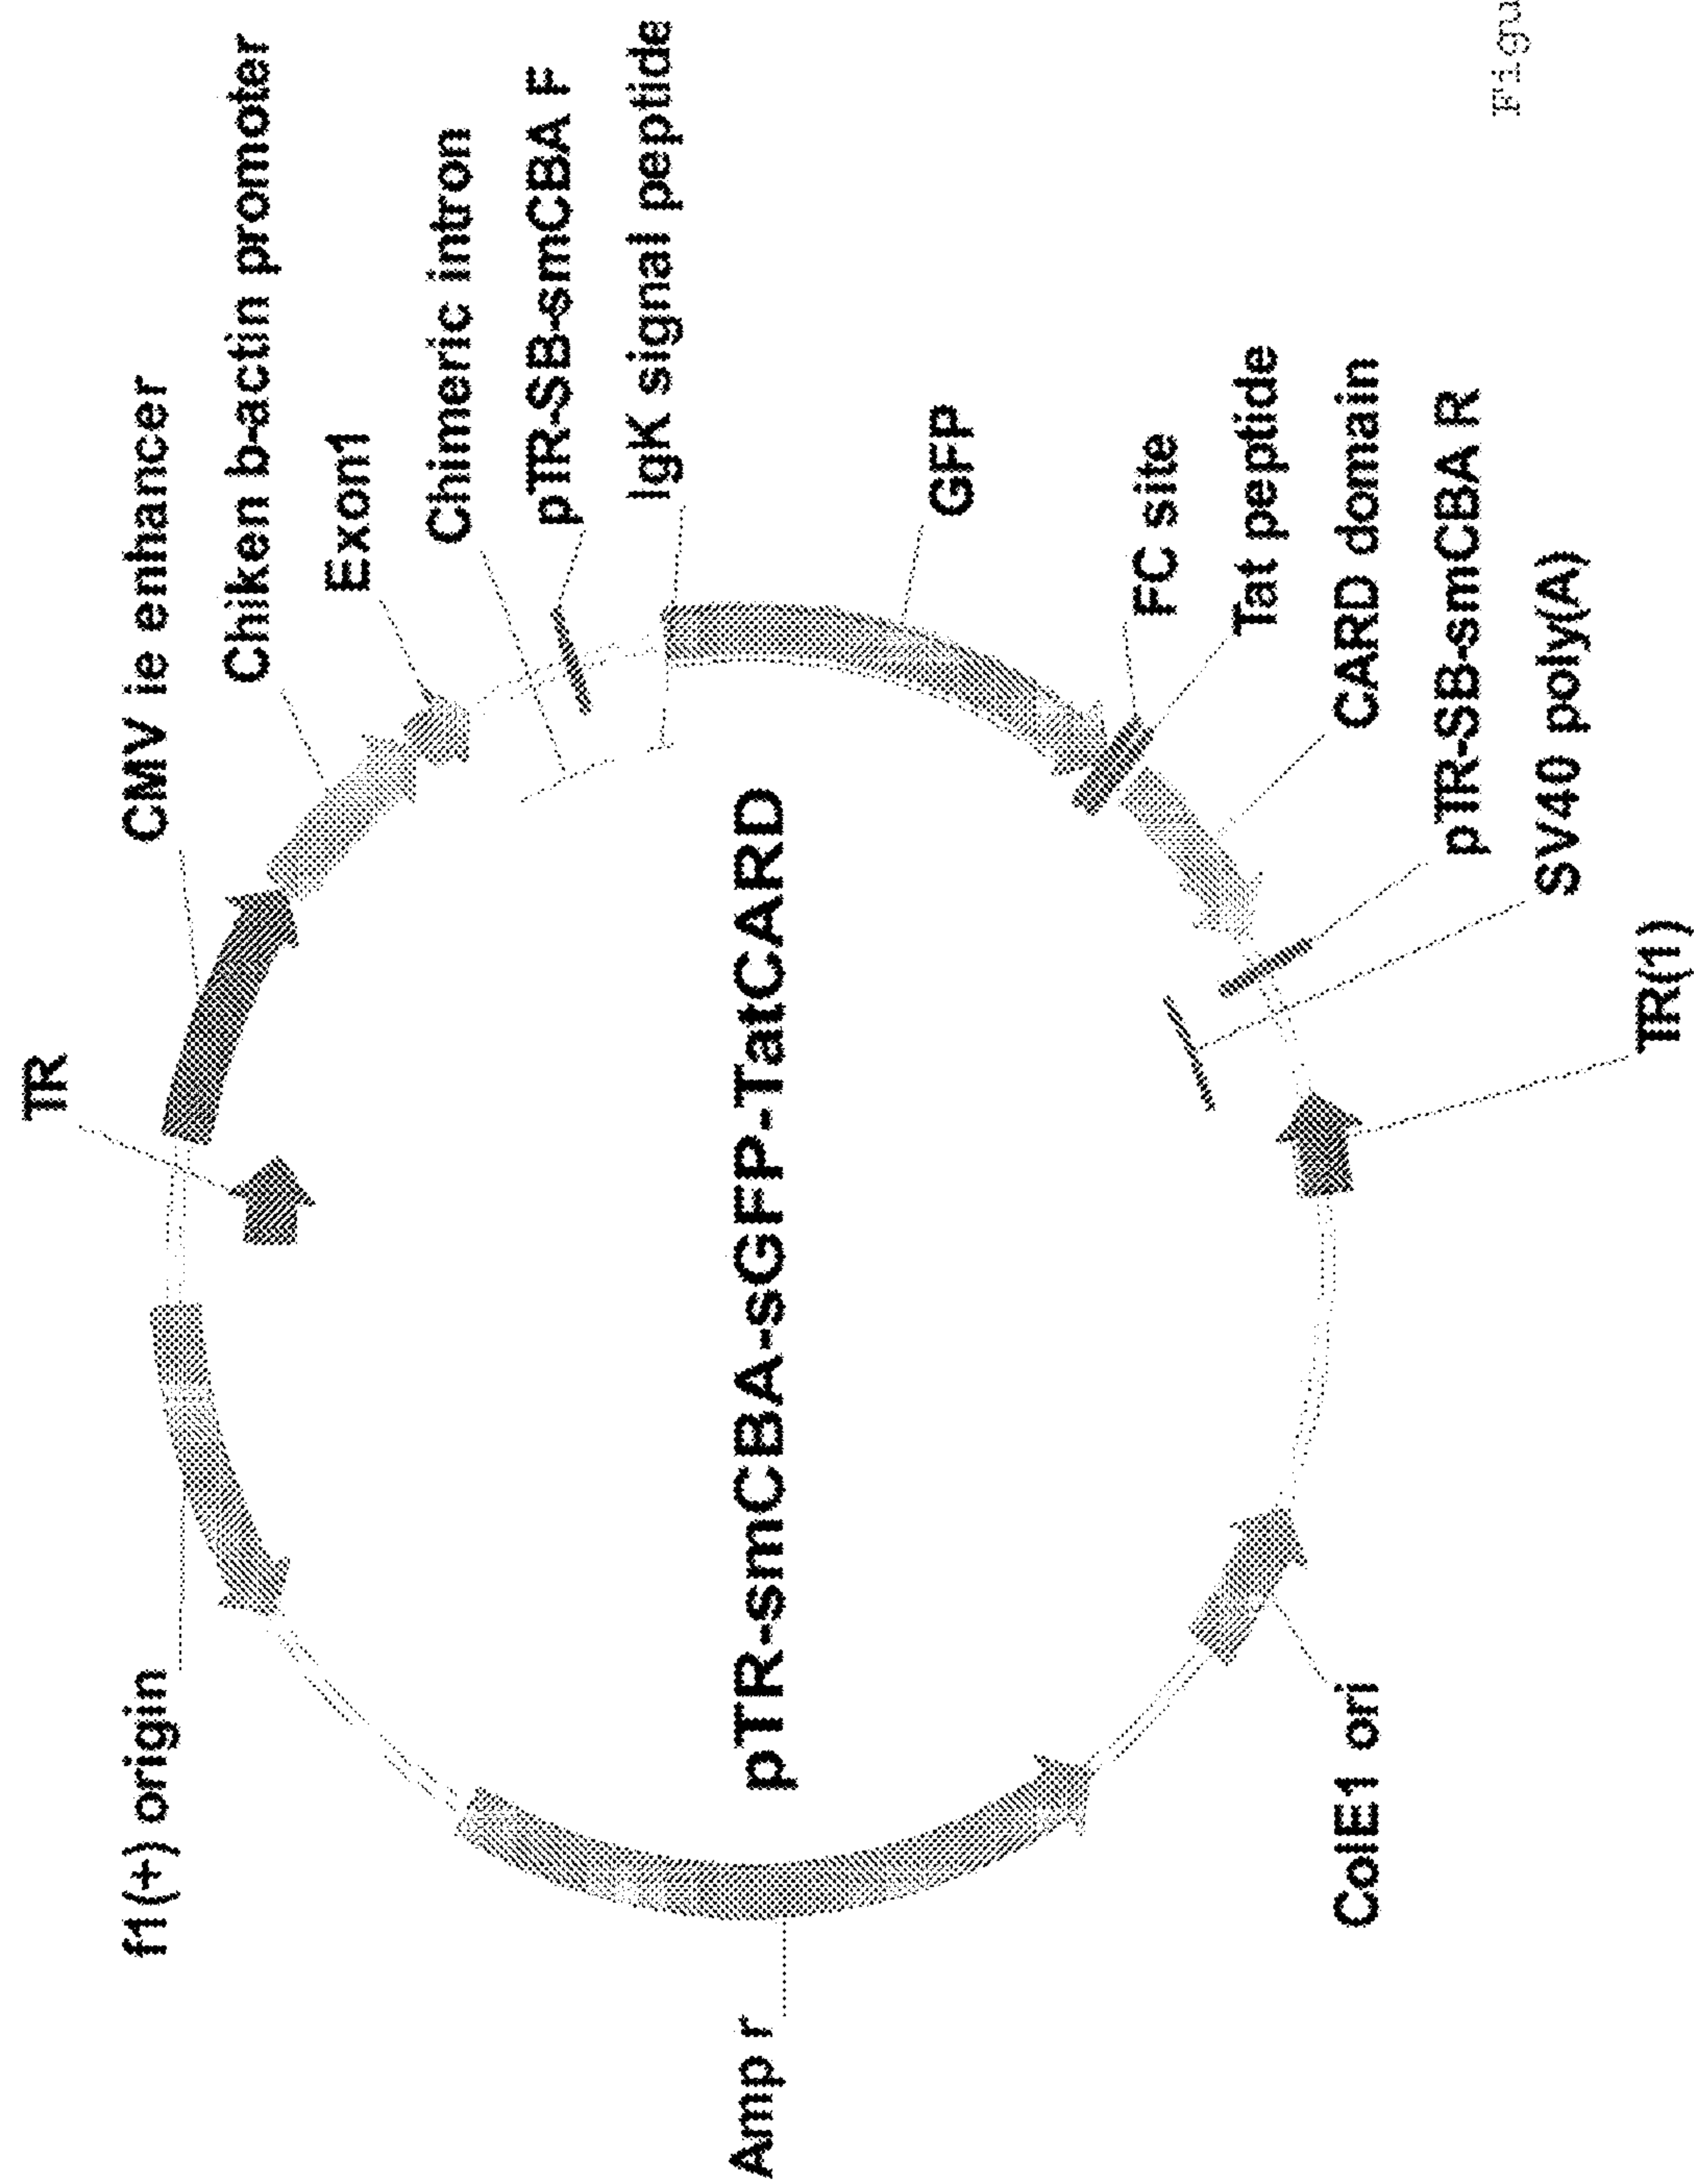 TR
CMV ie enhancer
Chiken b-actin promoter
Exon1
Chimeric intron
pTR-SB-smCBA F
IgK signal peptide
GFP
FC site
Tat peptide
CARD domain
pTR-SB-smCBA R
SV40 poly(A)
TR(1)
ColE1 ori
Amp r
f1(+) origin
pTR-smCBA-sGFP-TatCARD
Figu